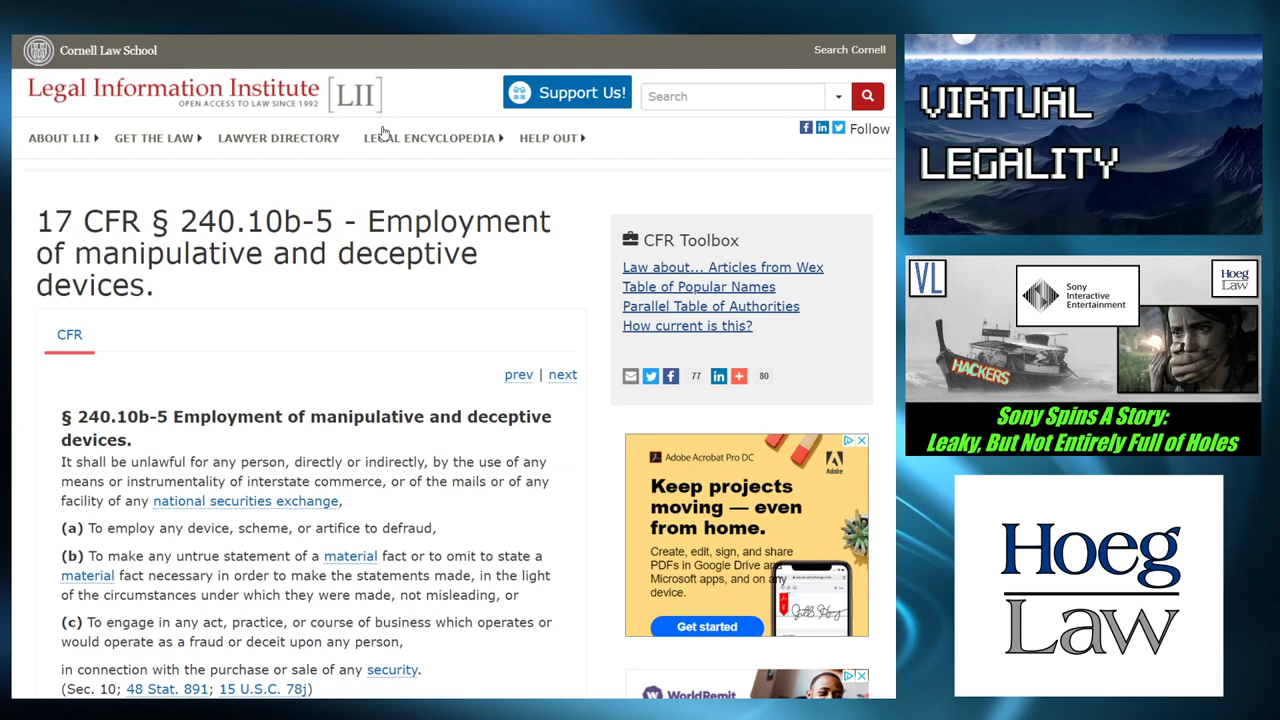 Cornell Law School
Search Cornell
Legal Information Institute [LII]
OPEN ACCESS TO LAW SINCE 1992
Support Us!
Search
ABOUT LII
GET THE LAW
LAWYER DIRECTORY
LEGAL ENCYCLOPEDIA
HELP OUT
Follow
17 CFR § 240.10b-5 - Employment
of manipulative and deceptive
devices.
CFR
prev | next
§ 240.10b-5 Employment of manipulative and deceptive
devices.
It shall be unlawful for any person, directly or indirectly, by the use of any
means or instrumentality of interstate commerce, or of the mails or of any
facility of any national securities exchange,
(a) To employ any device, scheme, or artifice to defraud,
(b) To make any untrue statement of a material fact or to omit to state a
material fact necessary in order to make the statements made, in the light
of the circumstances under which they were made, not misleading, or
(c) To engage in any act, practice, or course of business which operates or
would operate as a fraud or deceit upon any person,
in connection with the purchase or sale of any security.
(Sec. 10; 48 Stat. 891; 15 U.S.C. 78j)
CFR Toolbox
Law about... Articles from Wex
Table of Popular Names
Parallel Table of Authorities
How current is this?
77
80
Adobe Acrobat Pro DC
Adobe
Keep projects
moving — even
from home.
Create, edit, sign, and share
PDFs in Google Drive and
Microsoft apps, and on any
device.
Get started
WorldRemit
VIRTUAL
LEGALITY
VL
Sony
Interactive
Entertainment
Hoeg
Law
HACKERS
Sony Spins A Story:
Leaky, But Not Entirely Full of Holes
Hoeg
Law